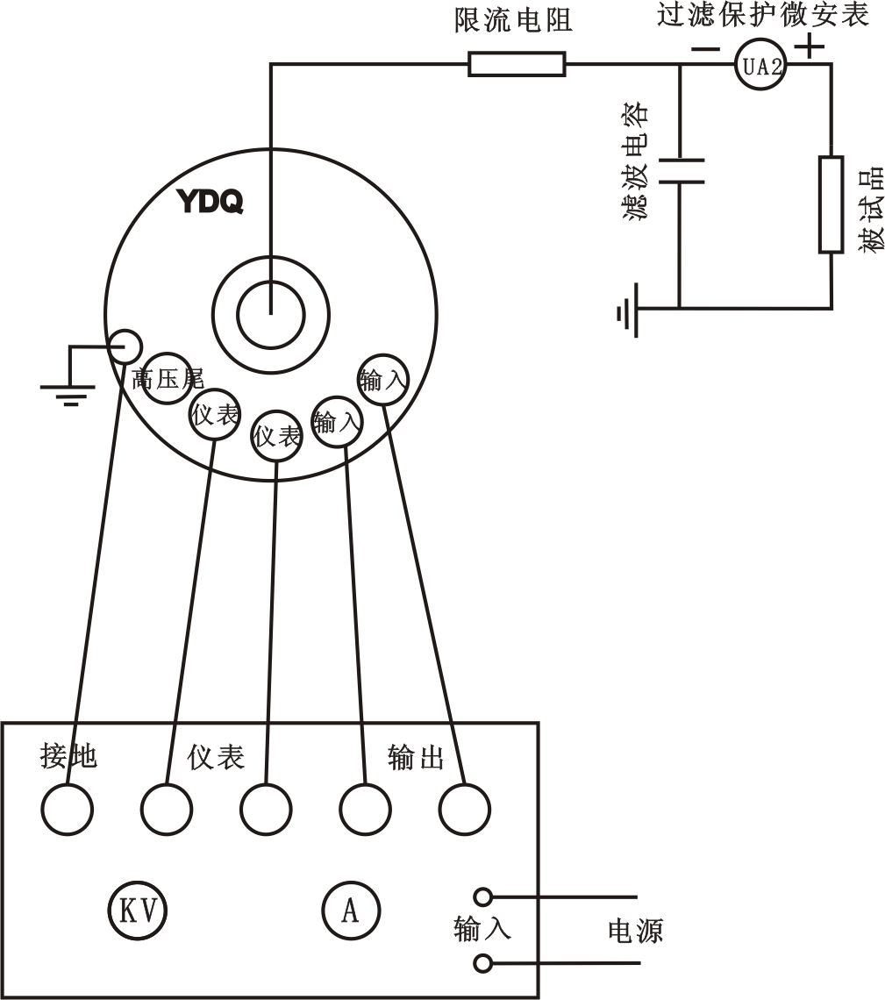 限流电阻
过滤保护微安表
－
＋
UA2
滤波电容
被试品
YDQ
高压尾
仪表
仪表
输入
输入
接地
仪表
输出
KV
A
输入
电源